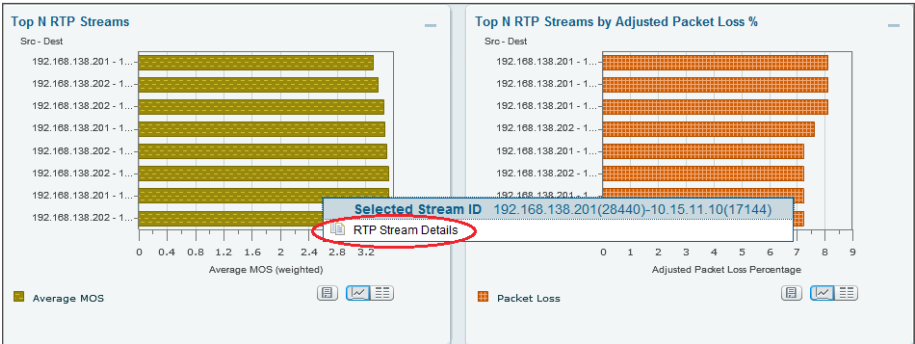 Top N RTP Streams
Src - Dest
192.168.138.201 - 1...
192.168.138.202 - 1...
192.168.138.202 - 1...
192.168.138.201 - 1...
192.168.138.202 - 1...
192.168.138.202 - 1...
192.168.138.201 - 1...
192.168.138.202 - 1...
0 0.4 0.8 1.2 1.6 2 2.4 2.8 3.2
Average MOS (weighted)
Average MOS
Top N RTP Streams by Adjusted Packet Loss %
Src - Dest
192.168.138.201 - 1...
192.168.138.202 - 1...
192.168.138.201 - 1...
192.168.138.202 - 1...
192.168.138.201 - 1...
192.168.138.202 - 1...
192.168.138.201 - 1...
Selected Stream ID 192.168.138.201(28440)-10.15.11.10(17144)
RTP Stream Details
0 1 2 3 4 5 6 7 8 9
Adjusted Packet Loss Percentage
Packet Loss